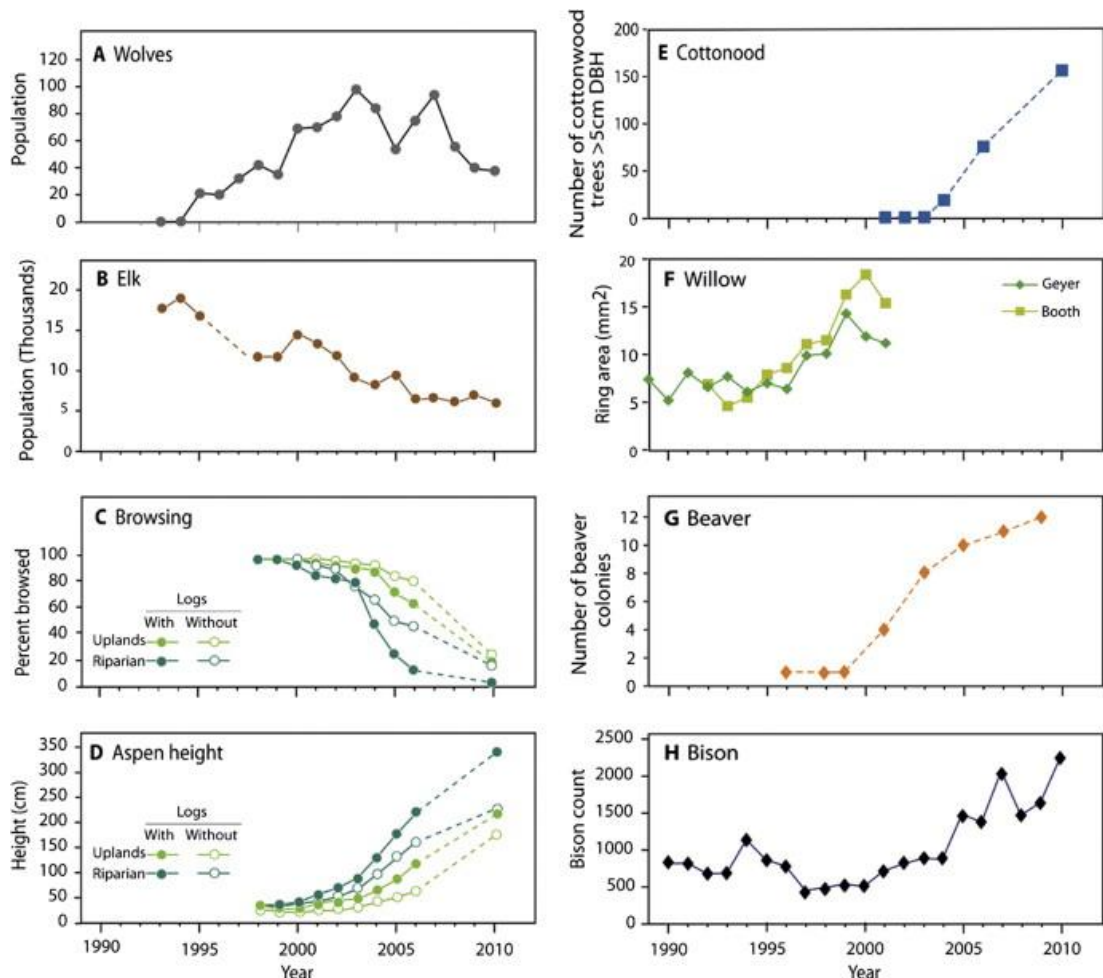 A Wolves
Population
120
100
80
60
40
20
0
B Elk
Population (Thousands)
20
15
10
5
0
C Browsing
Percent browsed
100
80
60
40
20
0
Logs
With Without
Uplands
Riparian
D Aspen height
Height (cm)
350
300
250
200
150
100
50
0
Logs
With Without
Uplands
Riparian
1990 1995 2000 2005 2010
Year
E Cottonood
Number of cottonwood
trees >5cm DBH
200
150
100
50
0
F Willow
Ring area (mm2)
20
15
10
5
0
Geyer
Booth
G Beaver
Number of beaver
colonies
12
10
8
6
4
2
1
0
H Bison
Bison count
2500
2000
1500
1000
500
0
1990 1995 2000 2005 2010
Year